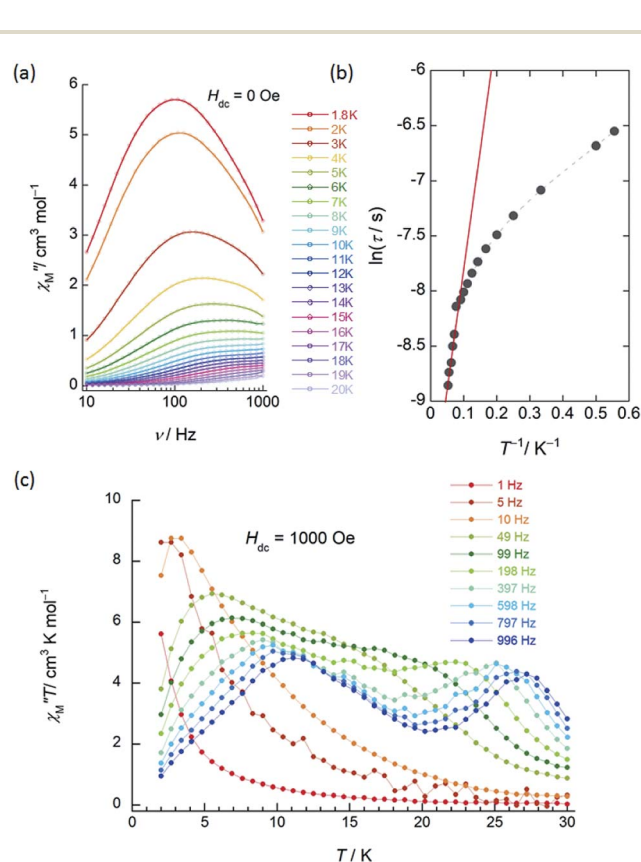 (a)
6
5
4
3
2
1
0
10
100
1000
χM″/ cm³ mol⁻¹
ν / Hz
Hdc = 0 Oe
1.8K
2K
3K
4K
5K
6K
7K
8K
9K
10K
11K
12K
13K
14K
15K
16K
17K
18K
19K
20K
(b)
-6
-6.5
-7
-7.5
-8
-8.5
-9
0 0.1 0.2 0.3 0.4 0.5 0.6
ln(τ / s)
T⁻¹/ K⁻¹
(c)
10
8
6
4
2
0
0 5 10 15 20 25 30
χM″T/ cm³ K mol⁻¹
T / K
Hdc = 1000 Oe
1 Hz
5 Hz
10 Hz
49 Hz
99 Hz
198 Hz
397 Hz
598 Hz
797 Hz
996 Hz